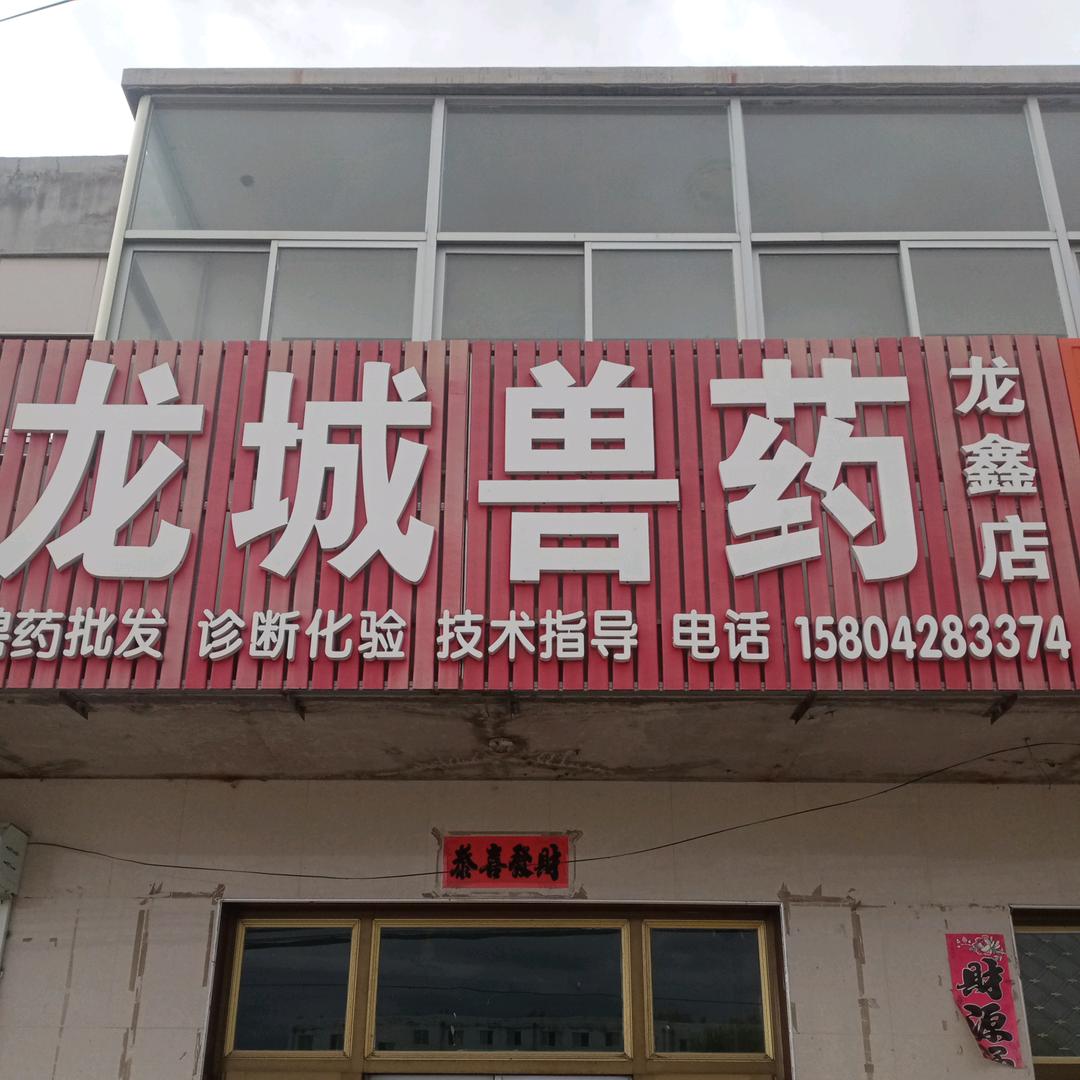 龙城兽药
龙鑫店
兽药批发 诊断化验 技术指导 电话 15804283374
恭喜發財
財源